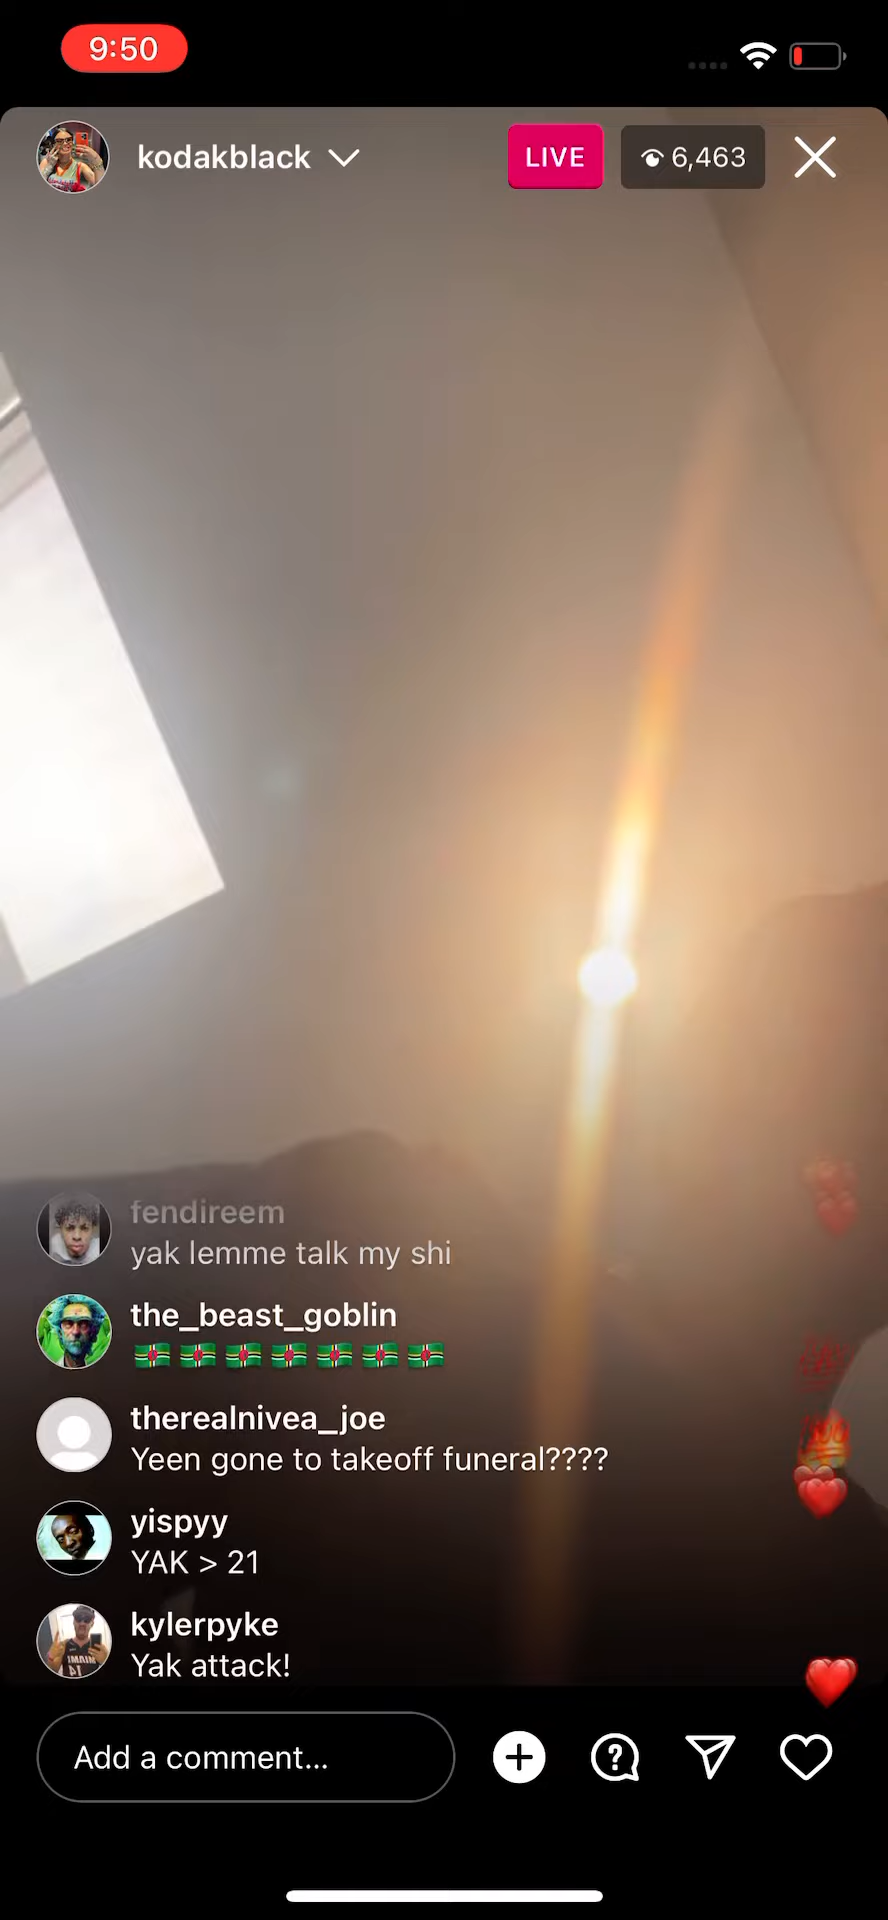 9:50
kodakblack
LIVE
6,463
fendireem
yak lemme talk my shi
the_beast_goblin
🇩🇲🇩🇲🇩🇲🇩🇲🇩🇲🇩🇲🇩🇲
therealnivea_joe
Yeen gone to takeoff funeral????
yispyy
YAK > 21
kylerpyke
Yak attack!
Add a comment...